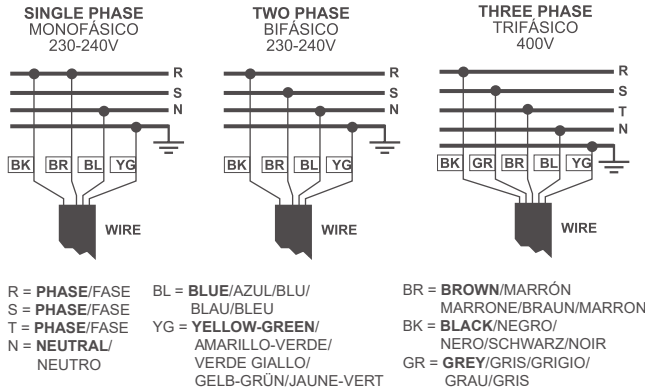 SINGLE PHASE
MONOFÁSICO
230-240V
R
S
N
BK BR BL YG
WIRE
TWO PHASE
BIFÁSICO
230-240V
R
S
N
BK BR BL YG
WIRE
THREE PHASE
TRIFÁSICO
400V
R
S
T
N
BK GR BR BL YG
WIRE
R = PHASE/FASE
S = PHASE/FASE
T = PHASE/FASE
N = NEUTRAL/
NEUTRO
BL = BLUE/AZUL/BLU/
BLAU/BLEU
YG = YELLOW-GREEN/
AMARILLO-VERDE/
VERDE GIALLO/
GELB-GRÜN/JAUNE-VERT
BR = BROWN/MARRÓN
MARRONE/BRAUN/MARRON
BK = BLACK/NEGRO/
NERO/SCHWARZ/NOIR
GR = GREY/GRIS/GRIGIO/
GRAU/GRIS